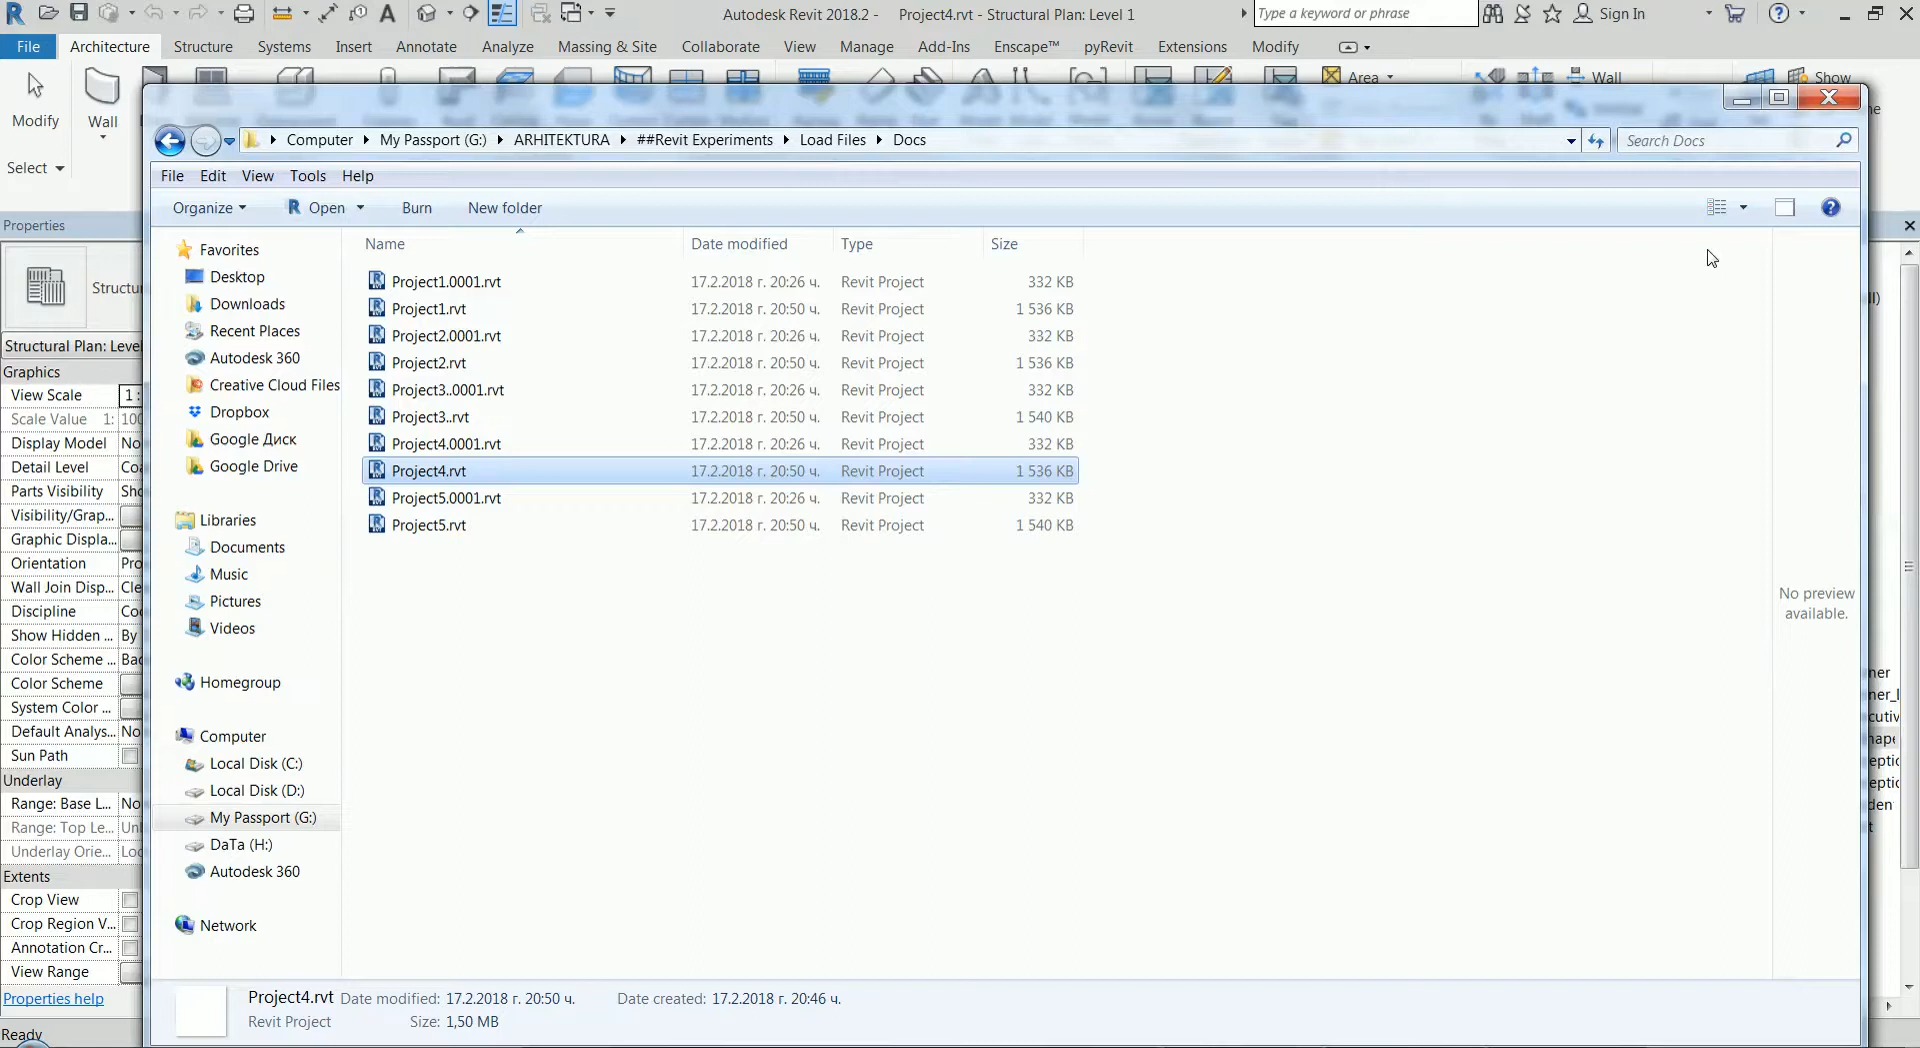 Autodesk Revit 2018.2 - Project4.rvt - Structural Plan: Level 1
Type a keyword or phrase
Sign In
File Architecture Structure Systems Insert Annotate Analyze Massing & Site Collaborate View Manage Add-Ins Enscape™ pyRevit Extensions Modify
Modify
Wall
Select
Area
Wall
Show
Computer My Passport (G:) ARHITEKTURA ##Revit Experiments Load Files Docs
Search Docs
File Edit View Tools Help
Organize Open Burn New folder
Properties
Structural Plan: Level
Graphics
View Scale 1 :
Scale Value 1: 100
Display Model
Detail Level
Parts Visibility
Visibility/Grap...
Graphic Displa...
Orientation
Wall Join Disp...
Discipline
Show Hidden ... By
Color Scheme ...
Color Scheme
System Color ...
Default Analys...
Sun Path
Underlay
Range: Base L...
Range: Top Le...
Underlay Orie...
Extents
Crop View
Crop Region V...
Annotation Cr...
View Range
Properties help
Ready
Favorites
Desktop
Downloads
Recent Places
Autodesk 360
Creative Cloud Files
Dropbox
Google Диск
Google Drive
Libraries
Documents
Music
Pictures
Videos
Homegroup
Computer
Local Disk (C:)
Local Disk (D:)
My Passport (G:)
DaTa (H:)
Autodesk 360
Network
Name Date modified Type Size
Project1.0001.rvt 17.2.2018 г. 20:26 ч. Revit Project 332 KB
Project1.rvt 17.2.2018 г. 20:50 ч. Revit Project 1 536 KB
Project2.0001.rvt 17.2.2018 г. 20:26 ч. Revit Project 332 KB
Project2.rvt 17.2.2018 г. 20:50 ч. Revit Project 1 536 KB
Project3..0001.rvt 17.2.2018 г. 20:26 ч. Revit Project 332 KB
Project3..rvt 17.2.2018 г. 20:50 ч. Revit Project 1 540 KB
Project4.0001.rvt 17.2.2018 г. 20:26 ч. Revit Project 332 KB
Project4.rvt 17.2.2018 г. 20:50 ч. Revit Project 1 536 KB
Project5.0001.rvt 17.2.2018 г. 20:26 ч. Revit Project 332 KB
Project5.rvt 17.2.2018 г. 20:50 ч. Revit Project 1 540 KB
No preview
available.
Project4.rvt Date modified: 17.2.2018 г. 20:50 ч. Date created: 17.2.2018 г. 20:46 ч.
Revit Project Size: 1,50 MB